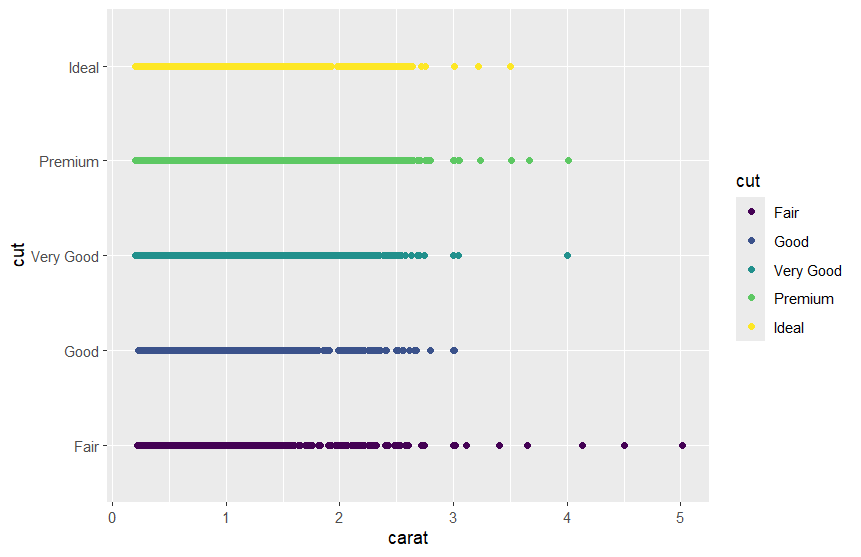 Ideal
Premium
Very Good
Good
Fair
cut
0 1 2 3 4 5
carat
cut
Fair
Good
Very Good
Premium
Ideal